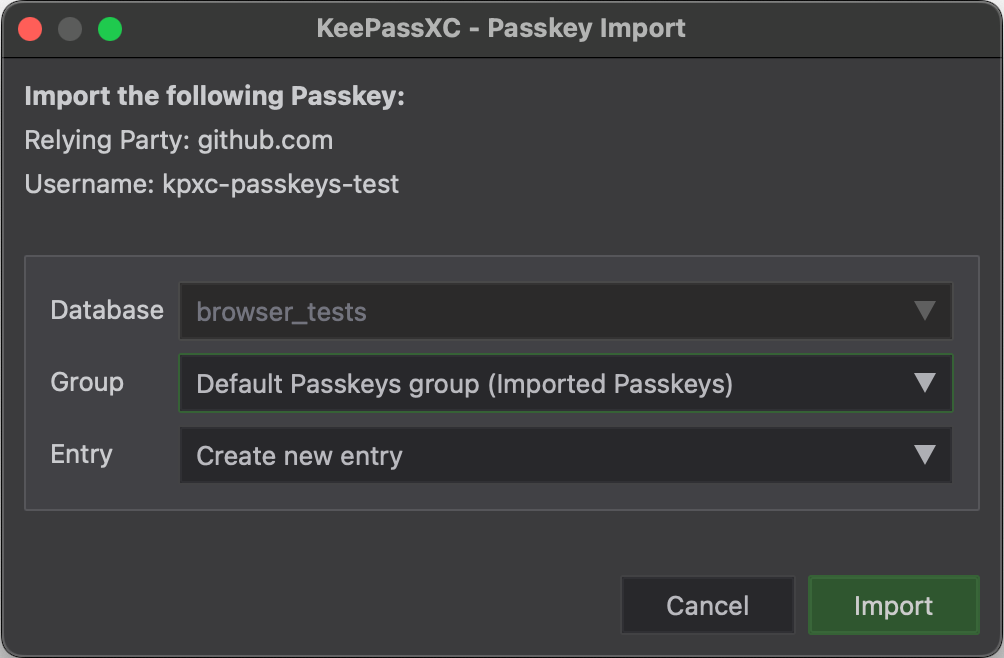 KeePassXC - Passkey Import
Import the following Passkey:
Relying Party: github.com
Username: kpxc-passkeys-test
Database browser_tests
Group Default Passkeys group (Imported Passkeys)
Entry Create new entry
Cancel Import